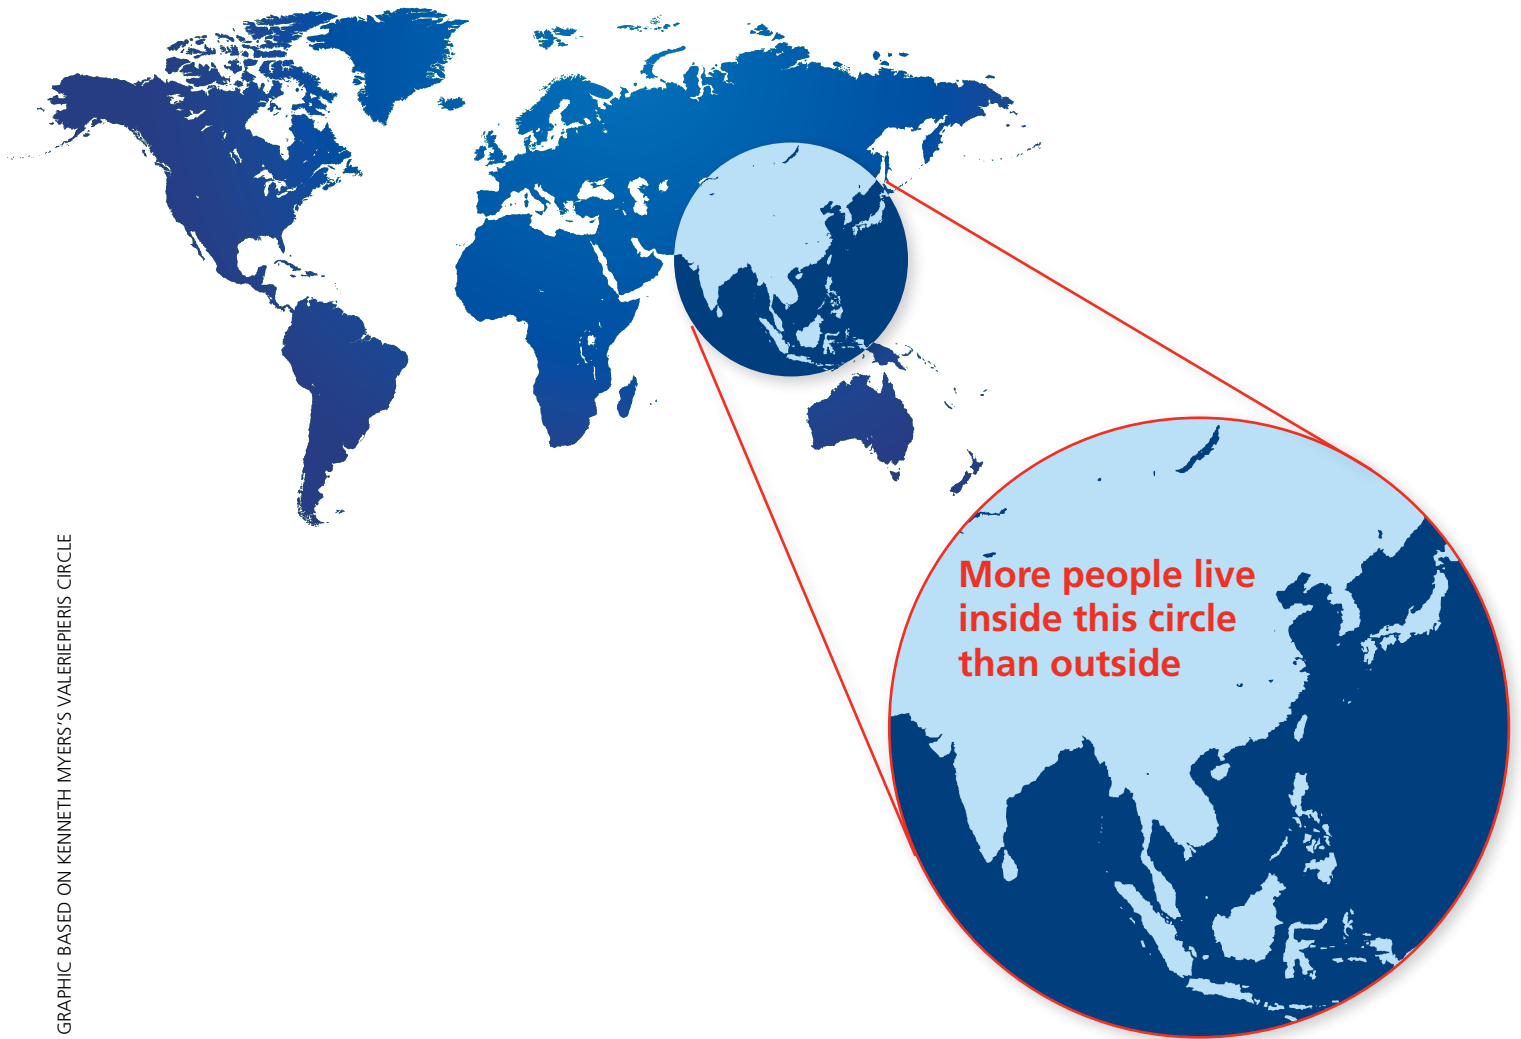 More people live
inside this circle
than outside
GRAPHIC BASED ON KENNETH MYERS'S VALERIEPIERIS CIRCLE